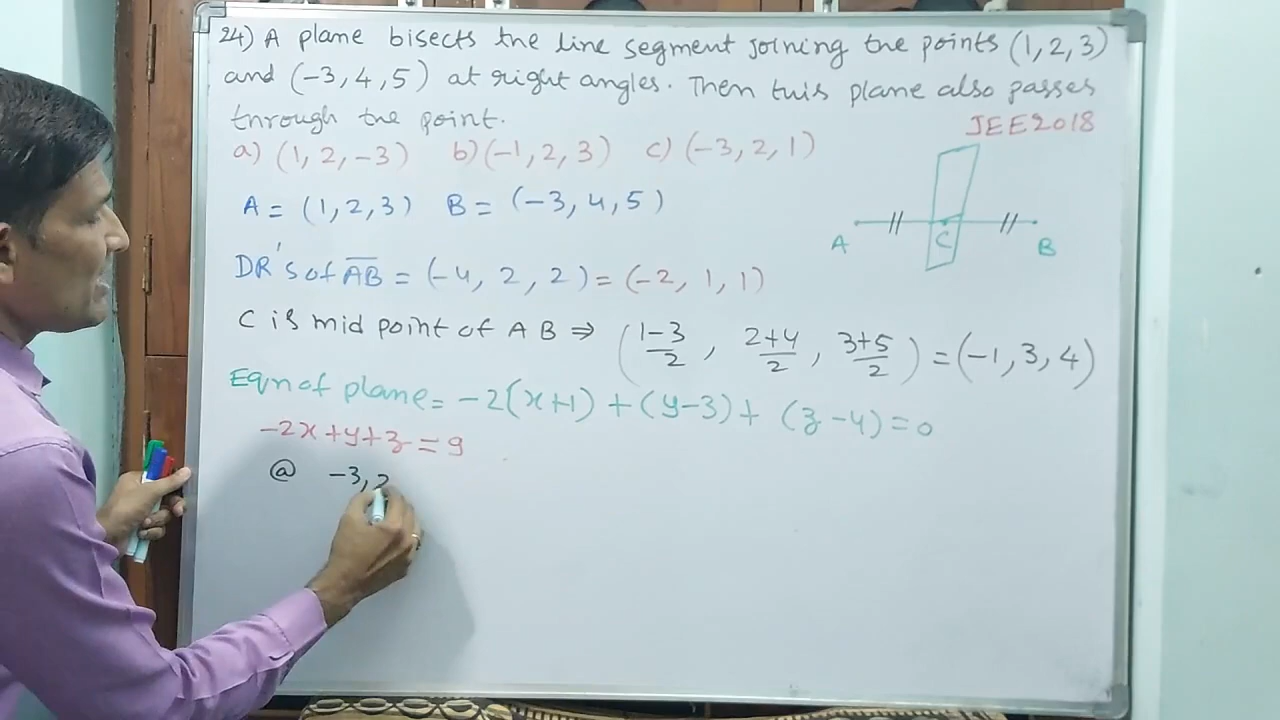 24) A plane bisects the line segment joining the points (1, 2, 3)
and (-3, 4, 5) at right angles. Then this plane also passes
through the point.
JEE2018
a) (1, 2, -3) b) (-1, 2, 3) c) (-3, 2, 1)
A = (1, 2, 3) B = (-3, 4, 5)
A C B
DR's of AB = (-4, 2, 2) = (-2, 1, 1)
C is mid point of AB ⇒ (1-3/2, 2+4/2, 3+5/2) = (-1, 3, 4)
Eqn of plane = -2(x+1) + (y-3) + (z-4) = 0
-2x+y+z = 9
@ -3, 2